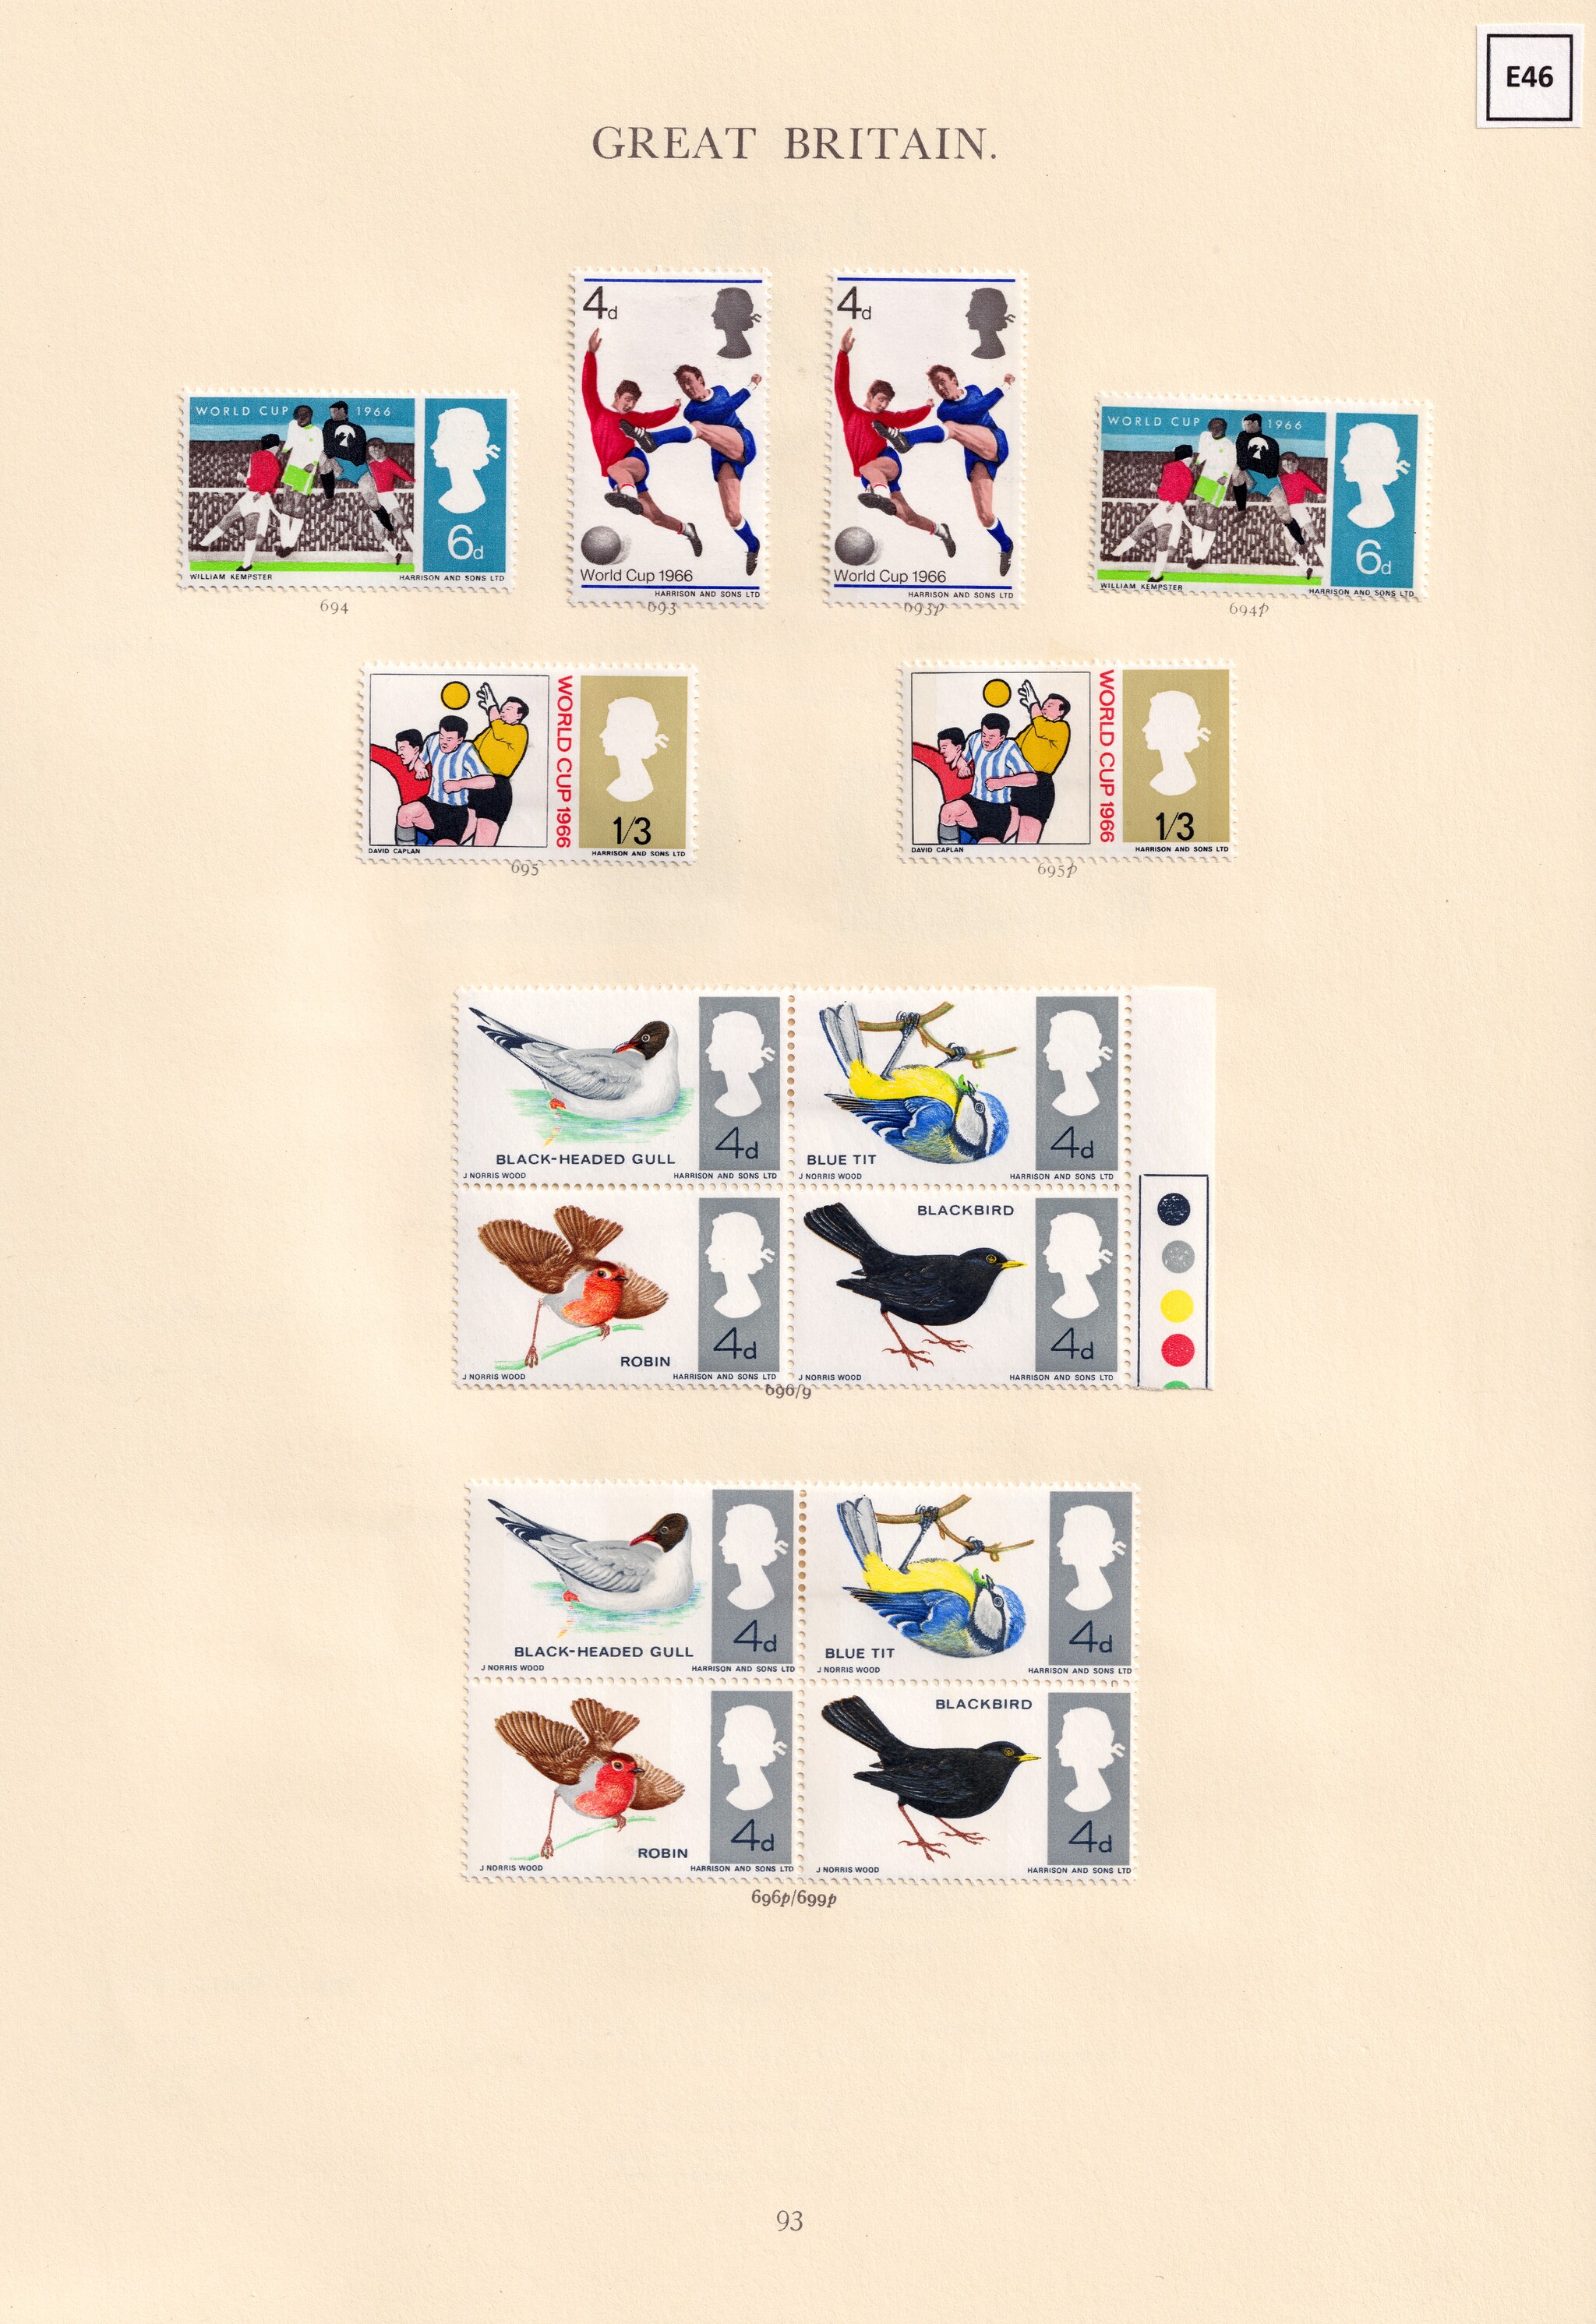 E46
GREAT BRITAIN.
WORLD CUP 1966
6d
WILLIAM KEMPSTER HARRISON AND SONS LTD
694
4d
World Cup 1966
HARRISON AND SONS LTD
693
4d
World Cup 1966
HARRISON AND SONS LTD
693p
WORLD CUP 1966
6d
WILLIAM KEMPSTER HARRISON AND SONS LTD
694p
WORLD CUP 1966
1/3
DAVID CAPLAN HARRISON AND SONS LTD
695
WORLD CUP 1966
1/3
DAVID CAPLAN HARRISON AND SONS LTD
695p
BLACK-HEADED GULL 4d
J NORRIS WOOD HARRISON AND SONS LTD
BLUE TIT 4d
J NORRIS WOOD HARRISON AND SONS LTD
ROBIN 4d
J NORRIS WOOD HARRISON AND SONS LTD
BLACKBIRD
4d
J NORRIS WOOD HARRISON AND SONS LTD
696/9
BLACK-HEADED GULL 4d
J NORRIS WOOD HARRISON AND SONS LTD
BLUE TIT 4d
J NORRIS WOOD HARRISON AND SONS LTD
ROBIN 4d
J NORRIS WOOD HARRISON AND SONS LTD
BLACKBIRD
4d
J NORRIS WOOD HARRISON AND SONS LTD
696p/699p
93